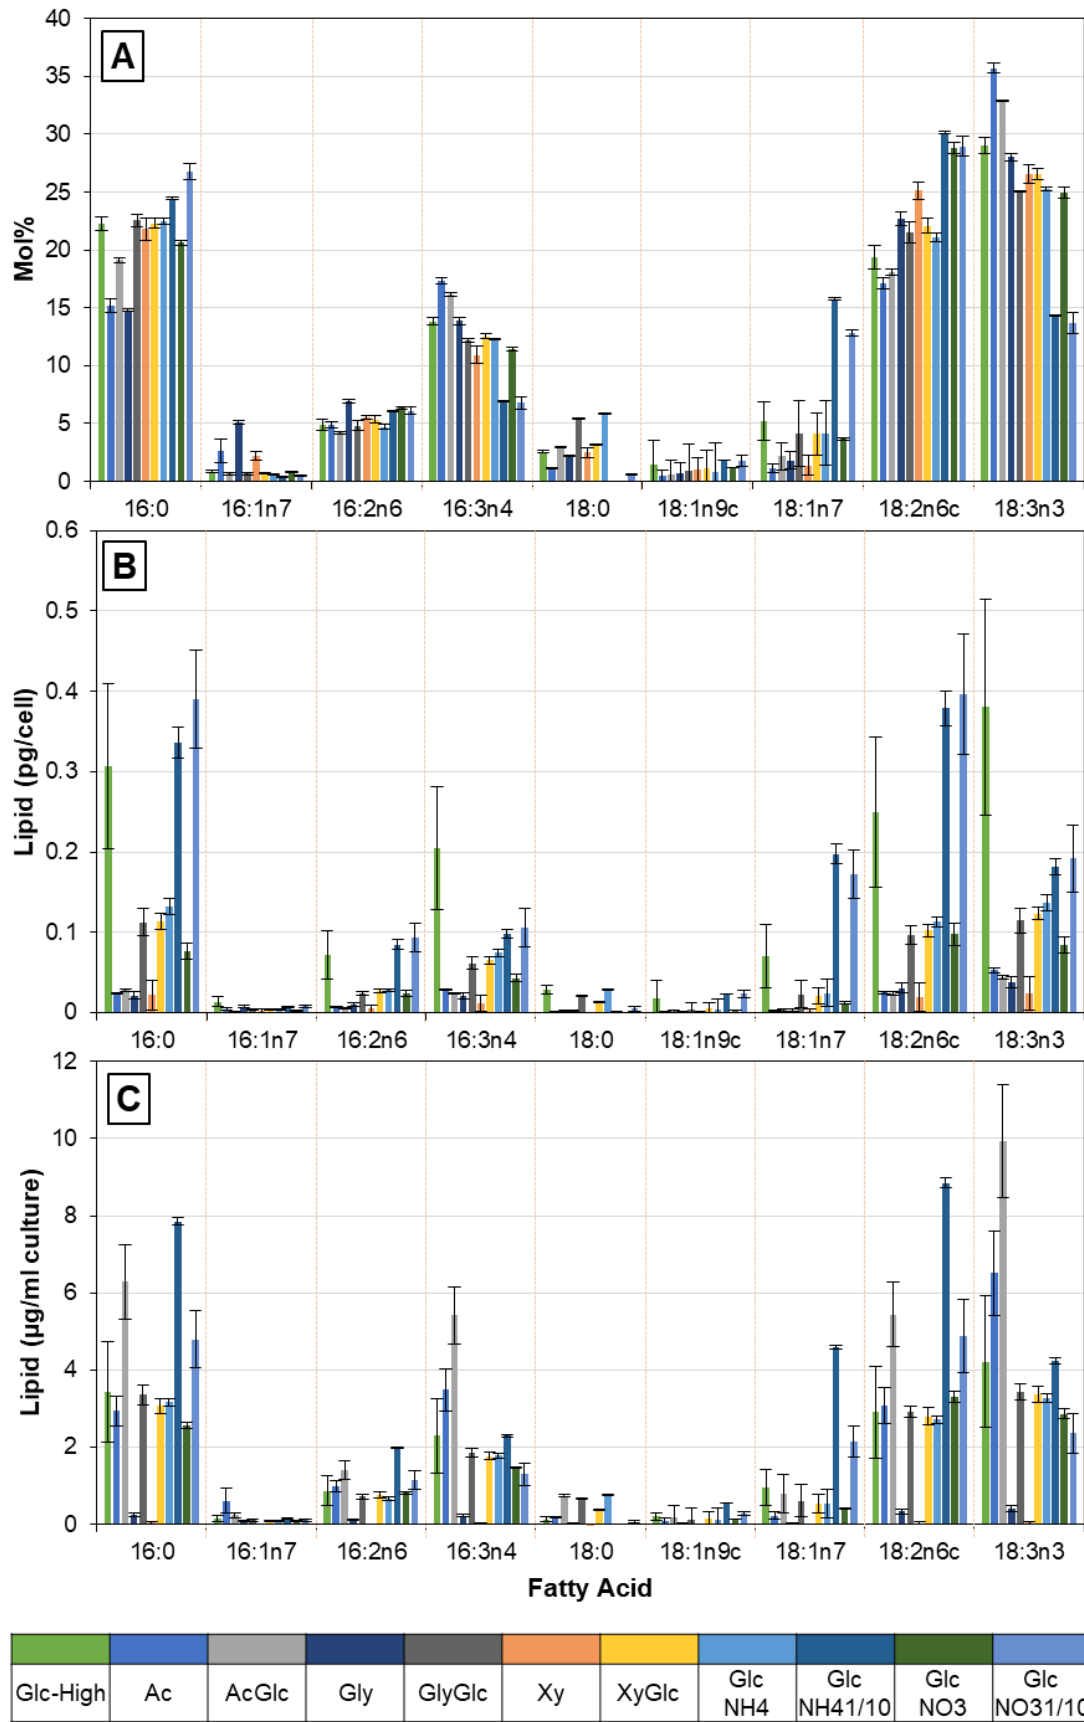 A
Mol%
40
35
30
25
20
15
10
5
0
16:0 16:1n7 16:2n6 16:3n4 18:0 18:1n9c 18:1n7 18:2n6c 18:3n3
B
Lipid (pg/cell)
0.6
0.5
0.4
0.3
0.2
0.1
0
16:0 16:1n7 16:2n6 16:3n4 18:0 18:1n9c 18:1n7 18:2n6c 18:3n3
C
Lipid (µg/ml culture)
12
10
8
6
4
2
0
16:0 16:1n7 16:2n6 16:3n4 18:0 18:1n9c 18:1n7 18:2n6c 18:3n3
Fatty Acid
Glc-High Ac AcGlc Gly GlyGlc Xy XyGlc Glc NH4 Glc NH41/10 Glc NO3 Glc NO31/10